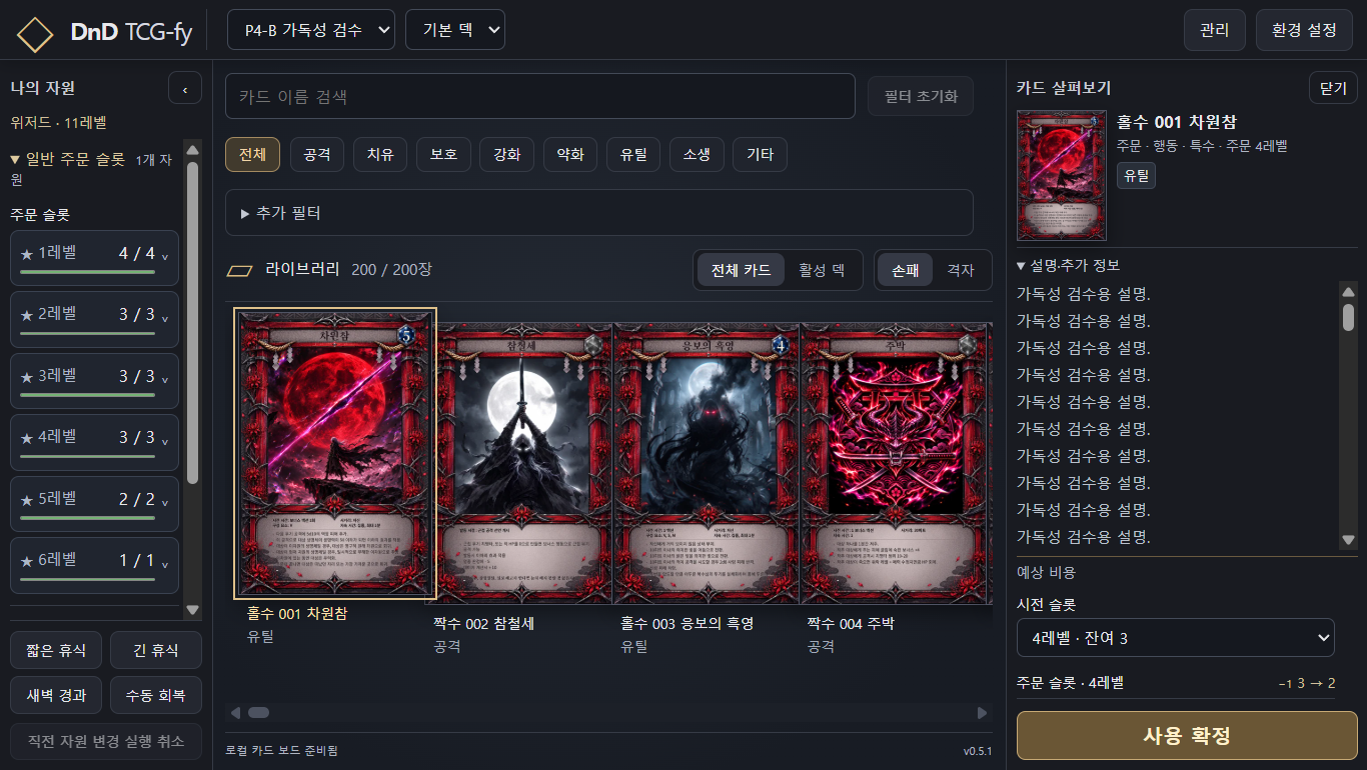 DnD TCG-fy
P4-B 가독성 검수
기본 덱
관리
환경 설정
나의 자원
‹
위저드 · 11레벨
▼ 일반 주문 슬롯 1개 자원
주문 슬롯
★ 1레벨 4 / 4 v
★ 2레벨 3 / 3 v
★ 3레벨 3 / 3 v
★ 4레벨 3 / 3 v
★ 5레벨 2 / 2 v
★ 6레벨 1 / 1 v
짧은 휴식
긴 휴식
새벽 경과
수동 회복
직전 자원 변경 실행 취소
카드 이름 검색
필터 초기화
전체
공격
치유
보호
강화
약화
유틸
소생
기타
▶ 추가 필터
라이브러리 200 / 200장
전체 카드
활성 덱
손패
격자
차원참
5
참철세
응보의 흑영
4
주박
홀수 001 차원참
유틸
짝수 002 참철세
공격
홀수 003 응보의 흑영
유틸
짝수 004 주박
공격
로컬 카드 보드 준비됨
v0.5.1
카드 살펴보기
닫기
홀수 001 차원참
주문 · 행동 · 특수 · 주문 4레벨
유틸
▼ 설명·추가 정보
가독성 검수용 설명.
가독성 검수용 설명.
가독성 검수용 설명.
가독성 검수용 설명.
가독성 검수용 설명.
가독성 검수용 설명.
가독성 검수용 설명.
가독성 검수용 설명.
가독성 검수용 설명.
가독성 검수용 설명.
예상 비용
시전 슬롯
4레벨 · 잔여 3
주문 슬롯 · 4레벨 −1 3 → 2
사용 확정